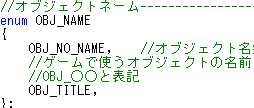 //オブジェクトネーム--------------------
enum OBJ_NAME
{
OBJ_NO_NAME, //オブジェクト名
//ゲームで使うオブジェクトの名前
//OBJ_〇〇と表記
OBJ_TITLE,
};